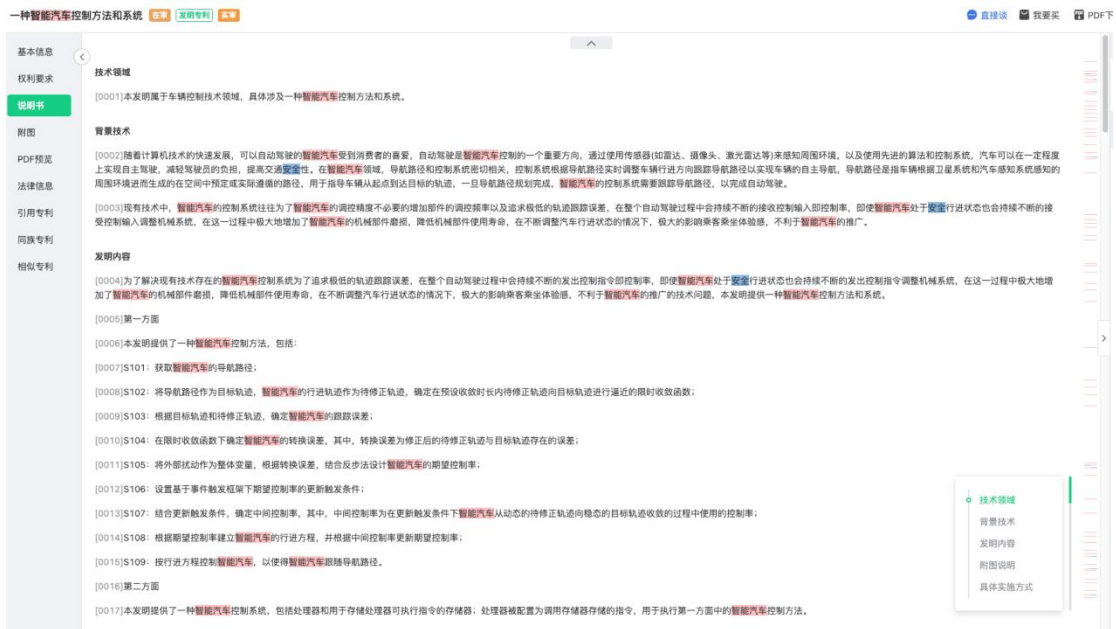 一种智能汽车控制方法和系统 在审 发明专利 实审 直接谈 我要买 PDF下
基本信息
权利要求
说明书
附图
PDF预览
法律信息
引用专利
同族专利
相似专利
技术领域
[0001]本发明属于车辆控制技术领域，具体涉及一种智能汽车控制方法和系统。
背景技术
[0002]随着计算机技术的快速发展，可以自动驾驶的智能汽车受到消费者的喜爱，自动驾驶是智能汽车控制的一个重要方向，通过使用传感器(如雷达、摄像头、激光雷达等)来感知周围环境，以及使用先进的算法和控制系统，汽车可以在一定程度
上实现自主驾驶，减轻驾驶员的负担，提高交通安全性。在智能汽车领域，导航路径和控制系统密切相关，控制系统根据导航路径实时调整车辆行进方向跟踪导航路径以实现车辆的自主导航，导航路径是指车辆根据卫星系统和汽车感知系统感知的
周围环境进而生成的在空间中预定或实际遵循的路径，用于指导车辆从起点到达目标的轨迹，一旦导航路径规划完成，智能汽车的控制系统需要跟踪导航路径，以完成自动驾驶。
[0003]现有技术中，智能汽车的控制系统往往为了智能汽车的调控精度不必要的增加部件的调控频率以及追求极低的轨迹跟踪误差，在整个自动驾驶过程中会持续不断的接收控制输入即控制率，即使智能汽车处于安全行进状态也会持续不断的接
受控制输入调整机械系统，在这一过程中极大地增加了智能汽车的机械部件磨损，降低机械部件使用寿命，在不断调整汽车行进状态的情况下，极大的影响乘客乘坐体验感，不利于智能汽车的推广。
发明内容
[0004]为了解决现有技术存在的智能汽车控制系统为了追求极低的轨迹跟踪误差，在整个自动驾驶过程中会持续不断的发出控制指令即控制率，即使智能汽车处于安全行进状态也会持续不断的发出控制指令调整机械系统，在这一过程中极大地增
加了智能汽车的机械部件磨损，降低机械部件使用寿命，在不断调整汽车行进状态的情况下，极大的影响乘客乘坐体验感，不利于智能汽车的推广的技术问题，本发明提供一种智能汽车控制方法和系统。
[0005]第一方面
[0006]本发明提供了一种智能汽车控制方法，包括：
[0007]S101：获取智能汽车的导航路径；
[0008]S102：将导航路径作为目标轨迹，智能汽车的行进轨迹作为待修正轨迹，确定在预设收敛时长内待修正轨迹向目标轨迹进行逼近的限时收敛函数；
[0009]S103：根据目标轨迹和待修正轨迹，确定智能汽车的跟踪误差；
[0010]S104：在限时收敛函数下确定智能汽车的转换误差，其中，转换误差为修正后的待修正轨迹与目标轨迹存在的误差；
[0011]S105：将外部扰动作为整体变量，根据转换误差，结合反步法设计智能汽车的期望控制率；
[0012]S106：设置基于事件触发框架下期望控制率的更新触发条件；
[0013]S107：结合更新触发条件，确定中间控制率，其中，中间控制率为在更新触发条件下智能汽车从动态的待修正轨迹向稳态的目标轨迹收敛的过程中使用的控制率；
[0014]S108：根据期望控制率建立智能汽车的行进方程，并根据中间控制率更新期望控制率；
[0015]S109：按行进方程控制智能汽车，以使得智能汽车跟随导航路径。
[0016]第二方面
[0017]本发明提供了一种智能汽车控制系统，包括处理器和用于存储处理器可执行指令的存储器；处理器被配置为调用存储器存储的指令，用于执行第一方面中的智能汽车控制方法。
技术领域
背景技术
发明内容
附图说明
具体实施方式